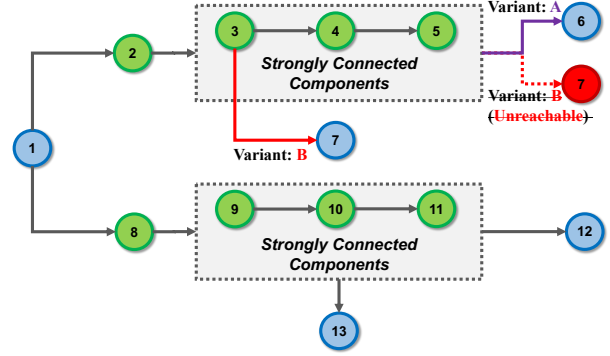 Variant: A
6
2
3
4
5
Strongly Connected
Components
7
Variant: B
(Unreachable)
1
7
Variant: B
8
9
10
11
Strongly Connected
Components
12
13